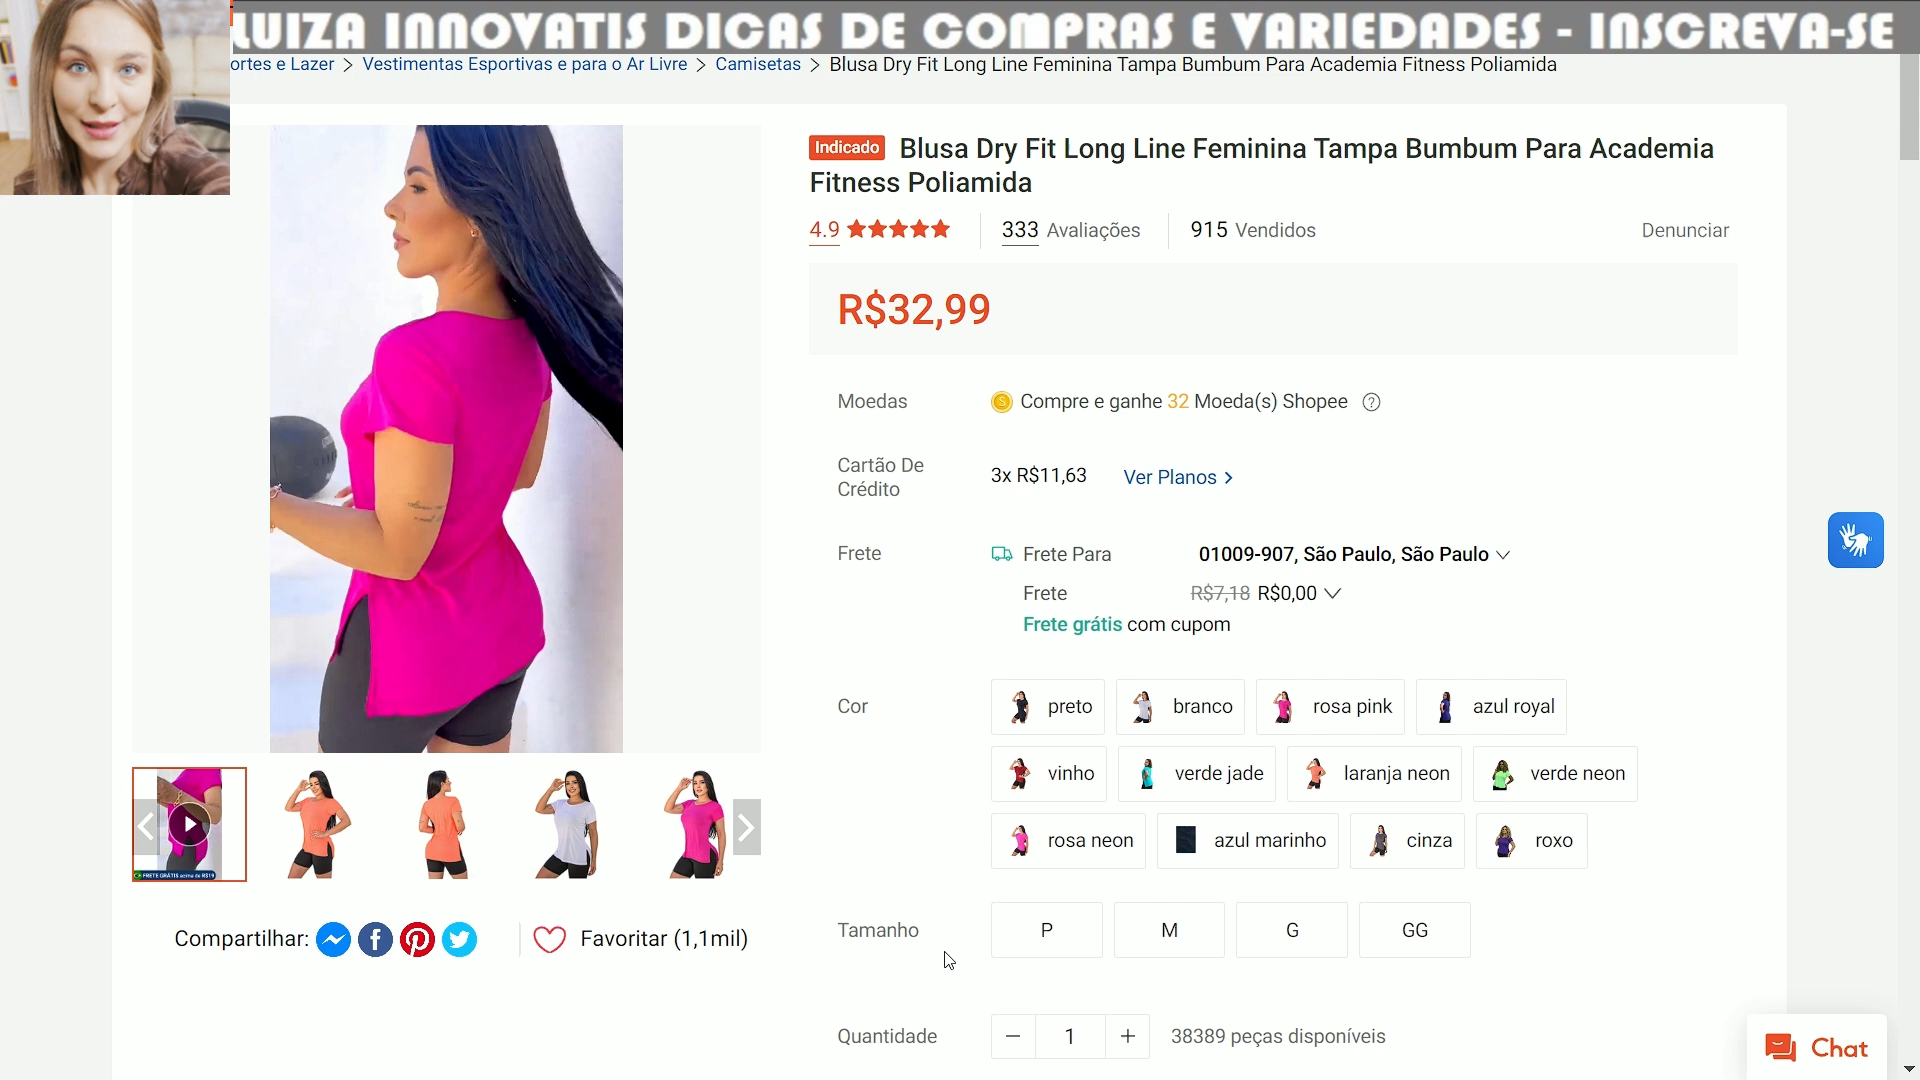 LUIZA INNOVATIS DICAS DE COMPRAS E VARIEDADES - INSCREVA-SE
ortes e Lazer > Vestimentas Esportivas e para o Ar Livre > Camisetas > Blusa Dry Fit Long Line Feminina Tampa Bumbum Para Academia Fitness Poliamida
Indicado Blusa Dry Fit Long Line Feminina Tampa Bumbum Para Academia
Fitness Poliamida
4.9 333 Avaliações 915 Vendidos Denunciar
R$32,99
Moedas Compre e ganhe 32 Moeda(s) Shopee ?
Cartão De
Crédito
3x R$11,63 Ver Planos >
Frete Frete Para 01009-907, São Paulo, São Paulo
Frete R$7,18 R$0,00
Frete grátis com cupom
Cor preto branco rosa pink azul royal
vinho verde jade laranja neon verde neon
rosa neon azul marinho cinza roxo
FRETE GRÁTIS acima de R$19
Tamanho P M G GG
Compartilhar: Favoritar (1,1mil)
Quantidade − 1 + 38389 peças disponíveis
Chat